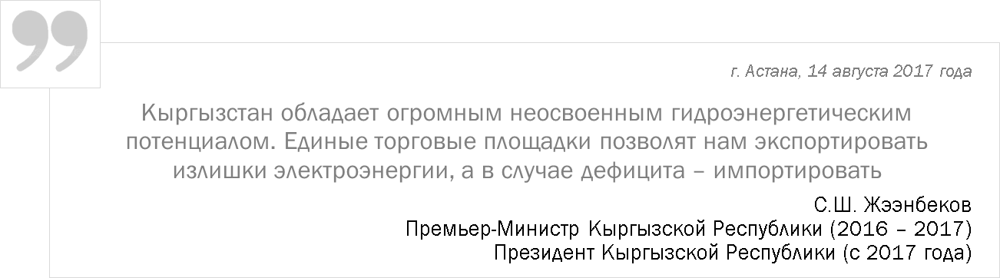 г. Астана, 14 августа 2017 года
Кыргызстан обладает огромным неосвоенным гидроэнергетическим
потенциалом. Единые торговые площадки позволят нам экспортировать
излишки электроэнергии, а в случае дефицита – импортировать
С.Ш. Жээнбеков
Премьер-Министр Кыргызской Республики (2016 – 2017)
Президент Кыргызской Республики (с 2017 года)